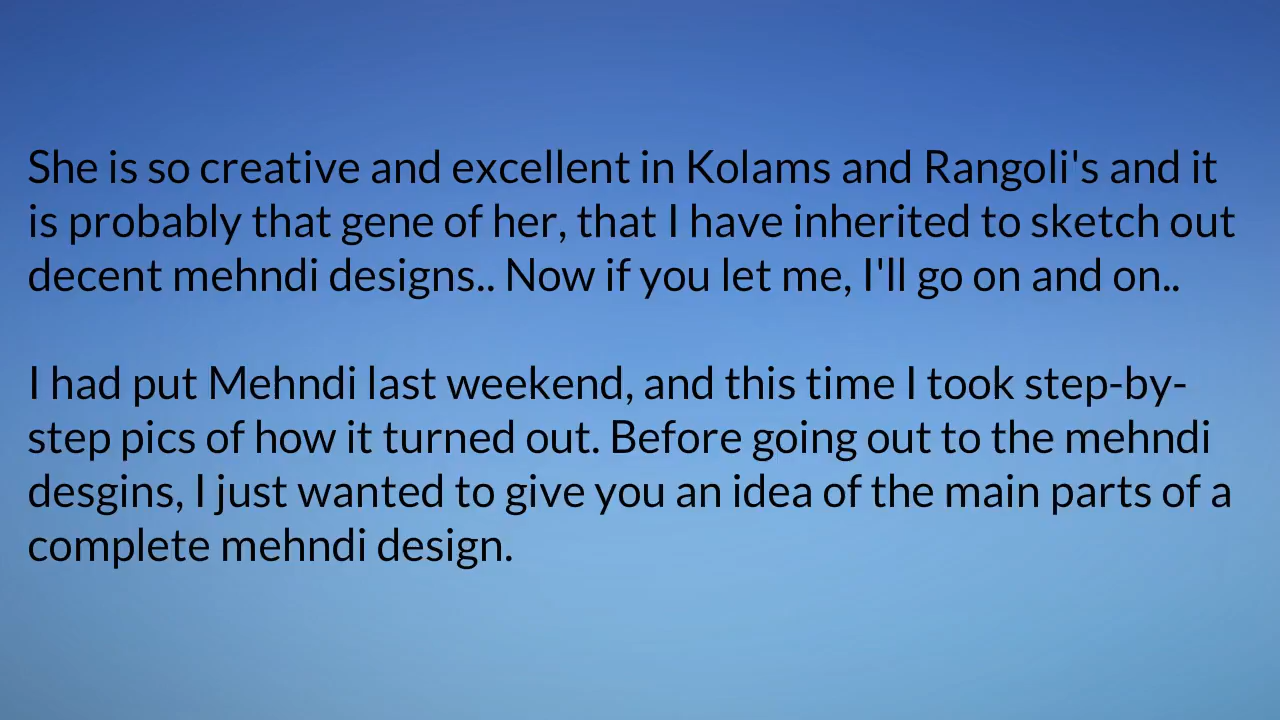 She is so creative and excellent in Kolams and Rangoli's and it
is probably that gene of her, that I have inherited to sketch out
decent mehndi designs.. Now if you let me, I'll go on and on..
I had put Mehndi last weekend, and this time I took step-by-
step pics of how it turned out. Before going out to the mehndi
desgins, I just wanted to give you an idea of the main parts of a
complete mehndi design.